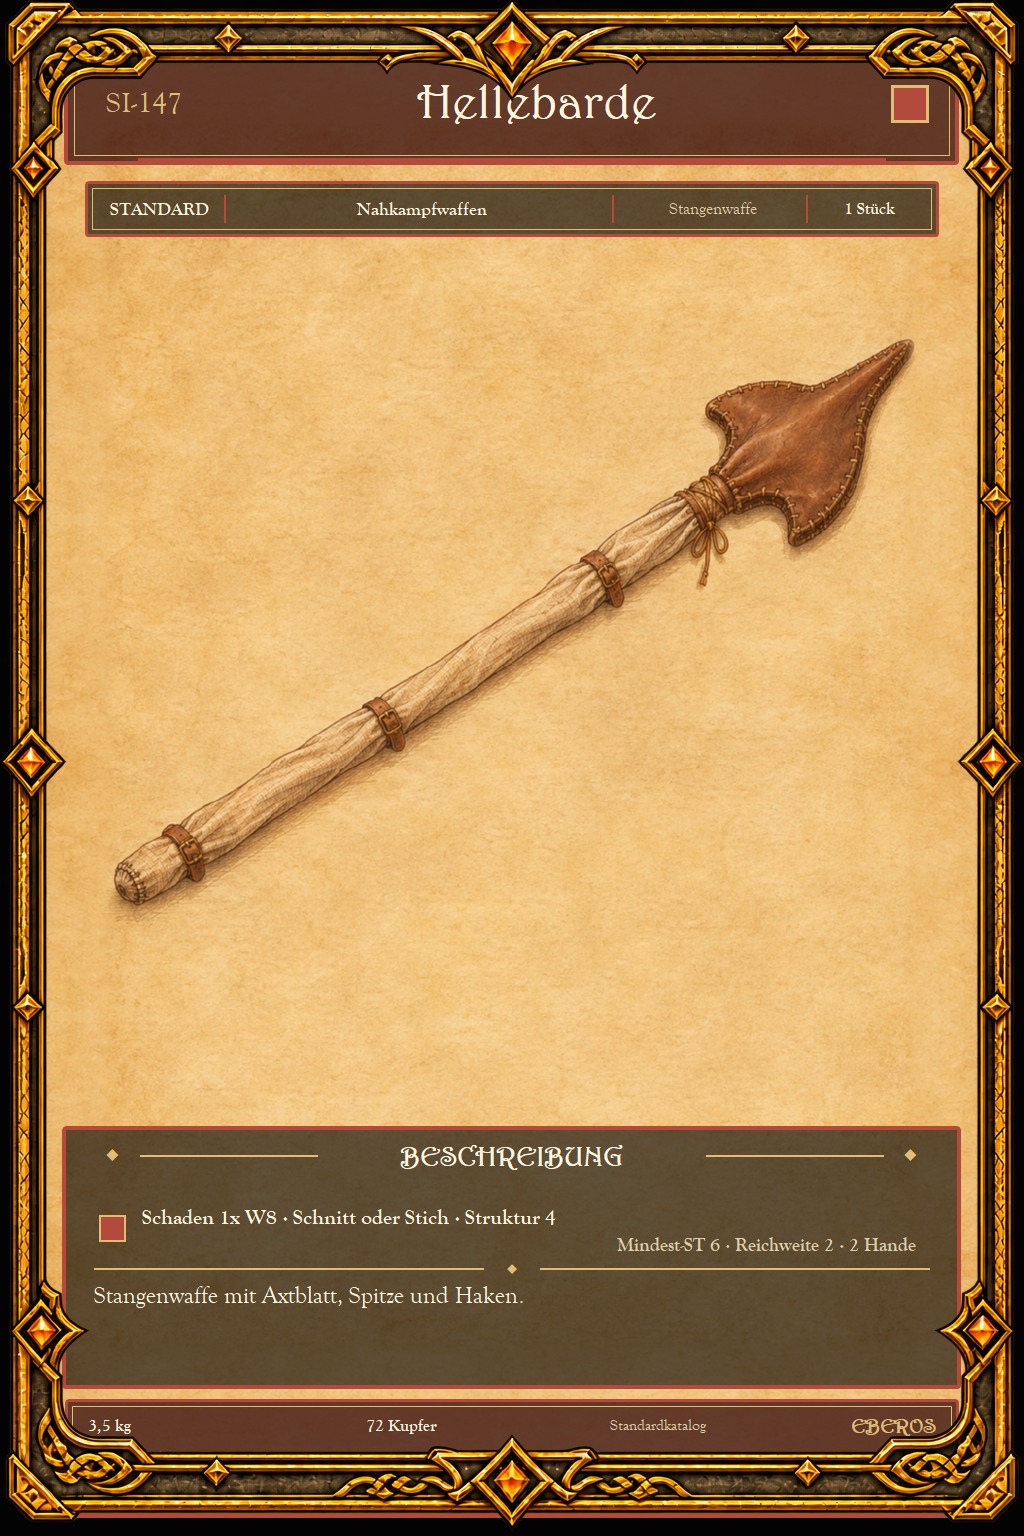 SI-147
Hellebarde
STANDARD
Nahkampfwaffen
Stangenwaffe
1 Stück
BESCHREIBUNG
Schaden 1x W8 · Schnitt oder Stich · Struktur 4
Mindest-ST 6 · Reichweite 2 · 2 Hande
Stangenwaffe mit Axtblatt, Spitze und Haken.
3,5 kg
72 Kupfer
Standardkatalog
EBEROS